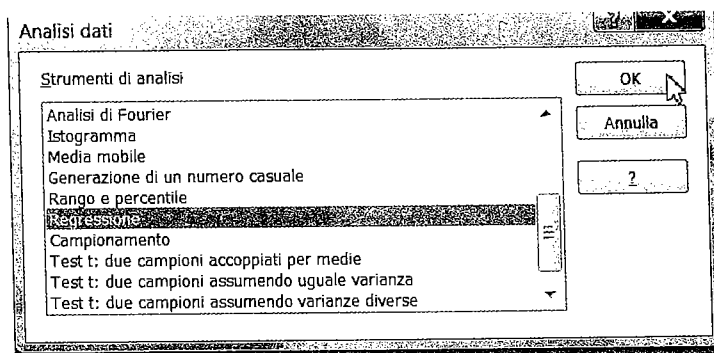 Analisi dati
Strumenti di analisi
Analisi di Fourier
Istogramma
Media mobile
Generazione di un numero casuale
Rango e percentile
Regressione
Campionamento
Test t: due campioni accoppiati per medie
Test t: due campioni assumendo uguale varianza
Test t: due campioni assumendo varianze diverse
OK
Annulla
?